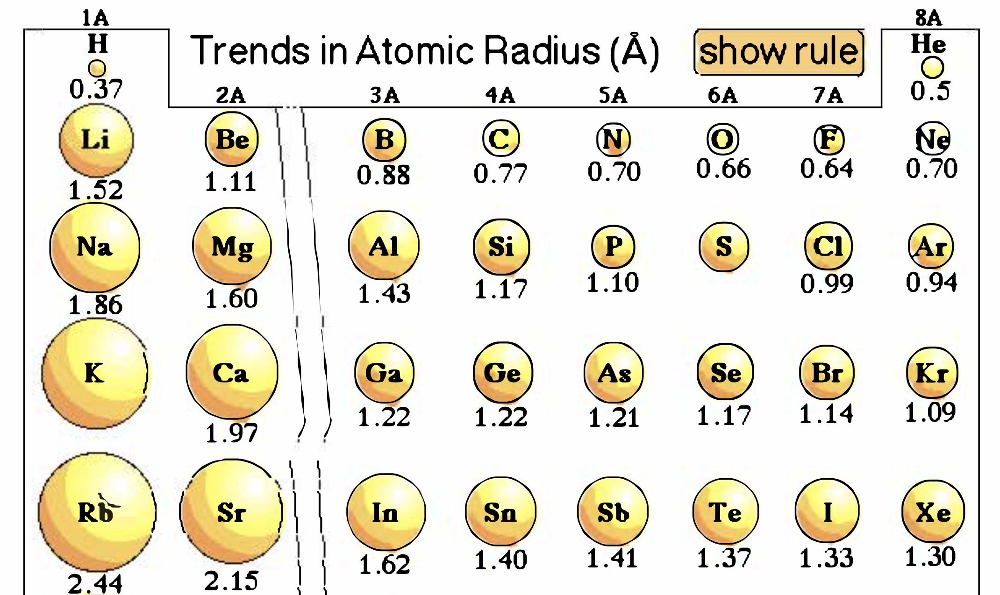 1A 8A
H Trends in Atomic Radius (Å) show rule He
0.37 0.5
2A 3A 4A 5A 6A 7A
Li Be B C N O F Ne
1.52 1.11 0.88 0.77 0.70 0.66 0.64 0.70
Na Mg Al Si P S Cl Ar
1.86 1.60 1.43 1.17 1.10 0.99 0.94
K Ca Ga Ge As Se Br Kr
1.97 1.22 1.22 1.21 1.17 1.14 1.09
Rb Sr In Sn Sb Te I Xe
2.44 2.15 1.62 1.40 1.41 1.37 1.33 1.30